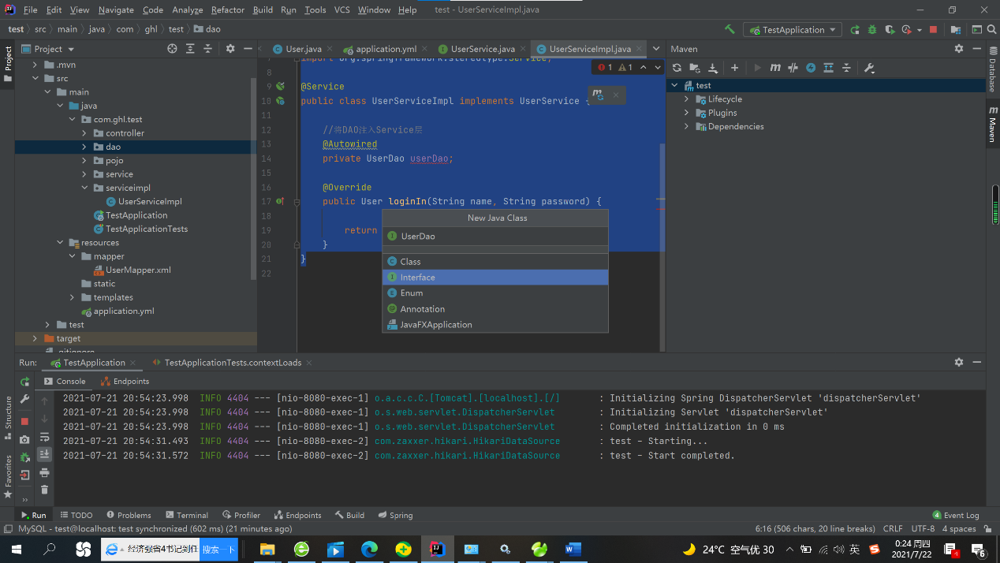 File Edit View Navigate Code Analyze Refactor Build Run Tools VCS Window Help test - UserServiceImpl.java
test src main java com ghl test dao TestApplication
Project
User.java application.yml UserService.java UserServiceImpl.java
Maven
Project
Database
Maven
Structure
Favorites
.mvn
src
main
java
com.ghl.test
controller
dao
pojo
service
serviceimpl
UserServiceImpl
TestApplication
TestApplicationTests
resources
mapper
UserMapper.xml
static
templates
application.yml
test
target
.gitignore
7 import org.springframework.stereotype.Service;
8
9 @Service
10 public class UserServiceImpl implements UserService {
11
12 //将DAO注入Service层
13 @Autowired
14 private UserDao userDao;
15
16 @Override
17 public User loginIn(String name, String password) {
18
19 return
20 }
21 }
22
1 1
New Java Class
UserDao
Class
Interface
Enum
Annotation
JavaFXApplication
test
Lifecycle
Plugins
Dependencies
Run: TestApplication TestApplicationTests.contextLoads
Console Endpoints
2021-07-21 20:54:23.998 INFO 4404 --- [nio-8080-exec-1] o.a.c.c.C.[Tomcat].[localhost].[/] : Initializing Spring DispatcherServlet 'dispatcherServlet'
2021-07-21 20:54:23.998 INFO 4404 --- [nio-8080-exec-1] o.s.web.servlet.DispatcherServlet : Initializing Servlet 'dispatcherServlet'
2021-07-21 20:54:23.998 INFO 4404 --- [nio-8080-exec-1] o.s.web.servlet.DispatcherServlet : Completed initialization in 0 ms
2021-07-21 20:54:31.493 INFO 4404 --- [nio-8080-exec-2] com.zaxxer.hikari.HikariDataSource : test - Starting...
2021-07-21 20:54:31.572 INFO 4404 --- [nio-8080-exec-2] com.zaxxer.hikari.HikariDataSource : test - Start completed.
Run TODO Problems Terminal Profiler Endpoints Build Spring 4 Event Log
MySQL - test@localhost: test synchronized (602 ms) (21 minutes ago) 6:16 (506 chars, 20 line breaks) CRLF UTF-8 4 spaces
经济强省4书记到任 搜索一下 24°C 空气优 30 英 0:24 周四
2021/7/22 4 6